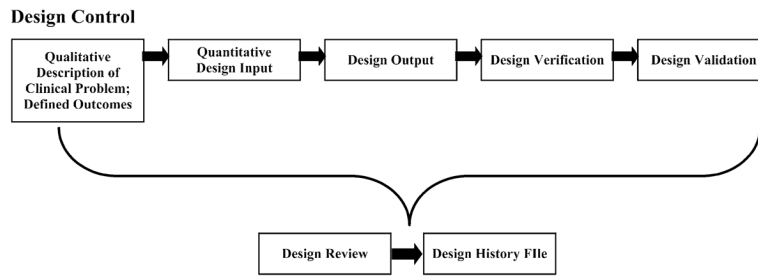 Design Control
Qualitative
Description of
Clinical Problem;
Defined Outcomes
Quantitative
Design Input
Design Output
Design Verification
Design Validation
Design Review
Design History FIle